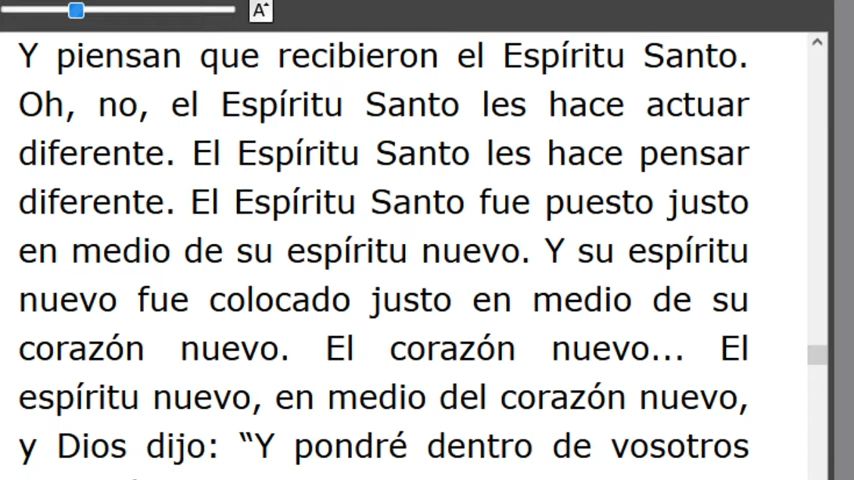 A
Y piensan que recibieron el Espíritu Santo.
Oh, no, el Espíritu Santo les hace actuar
diferente. El Espíritu Santo les hace pensar
diferente. El Espíritu Santo fue puesto justo
en medio de su espíritu nuevo. Y su espíritu
nuevo fue colocado justo en medio de su
corazón nuevo. El corazón nuevo… El
espíritu nuevo, en medio del corazón nuevo,
y Dios dijo: “Y pondré dentro de vosotros